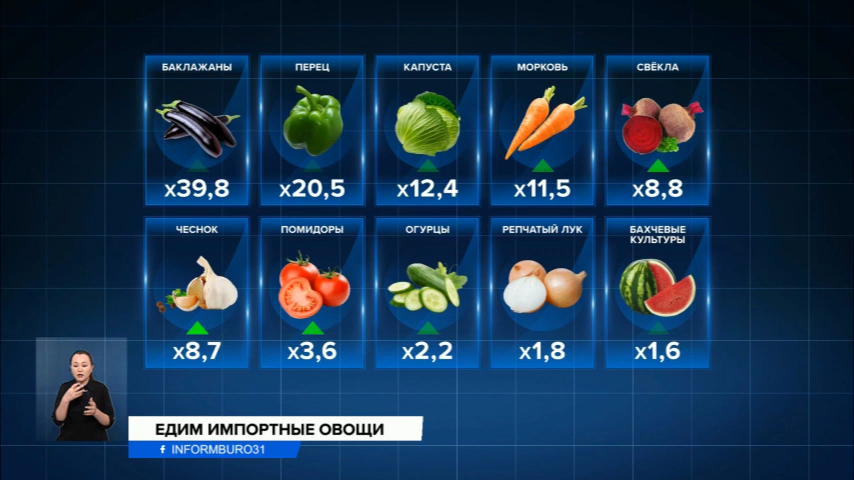 БАКЛАЖАНЫ
x39,8
ПЕРЕЦ
x20,5
КАПУСТА
x12,4
МОРКОВЬ
x11,5
СВЁКЛА
x8,8
ЧЕСНОК
x8,7
ПОМИДОРЫ
x3,6
ОГУРЦЫ
x2,2
РЕПЧАТЫЙ ЛУК
x1,8
БАХЧЕВЫЕ
КУЛЬТУРЫ
x1,6
ЕДИМ ИМПОРТНЫЕ ОВОЩИ
f INFORMBURO31